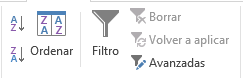 A
Z
Z
A
Z A
A Z
Ordenar
Filtro
Borrar
Volver a aplicar
Avanzadas